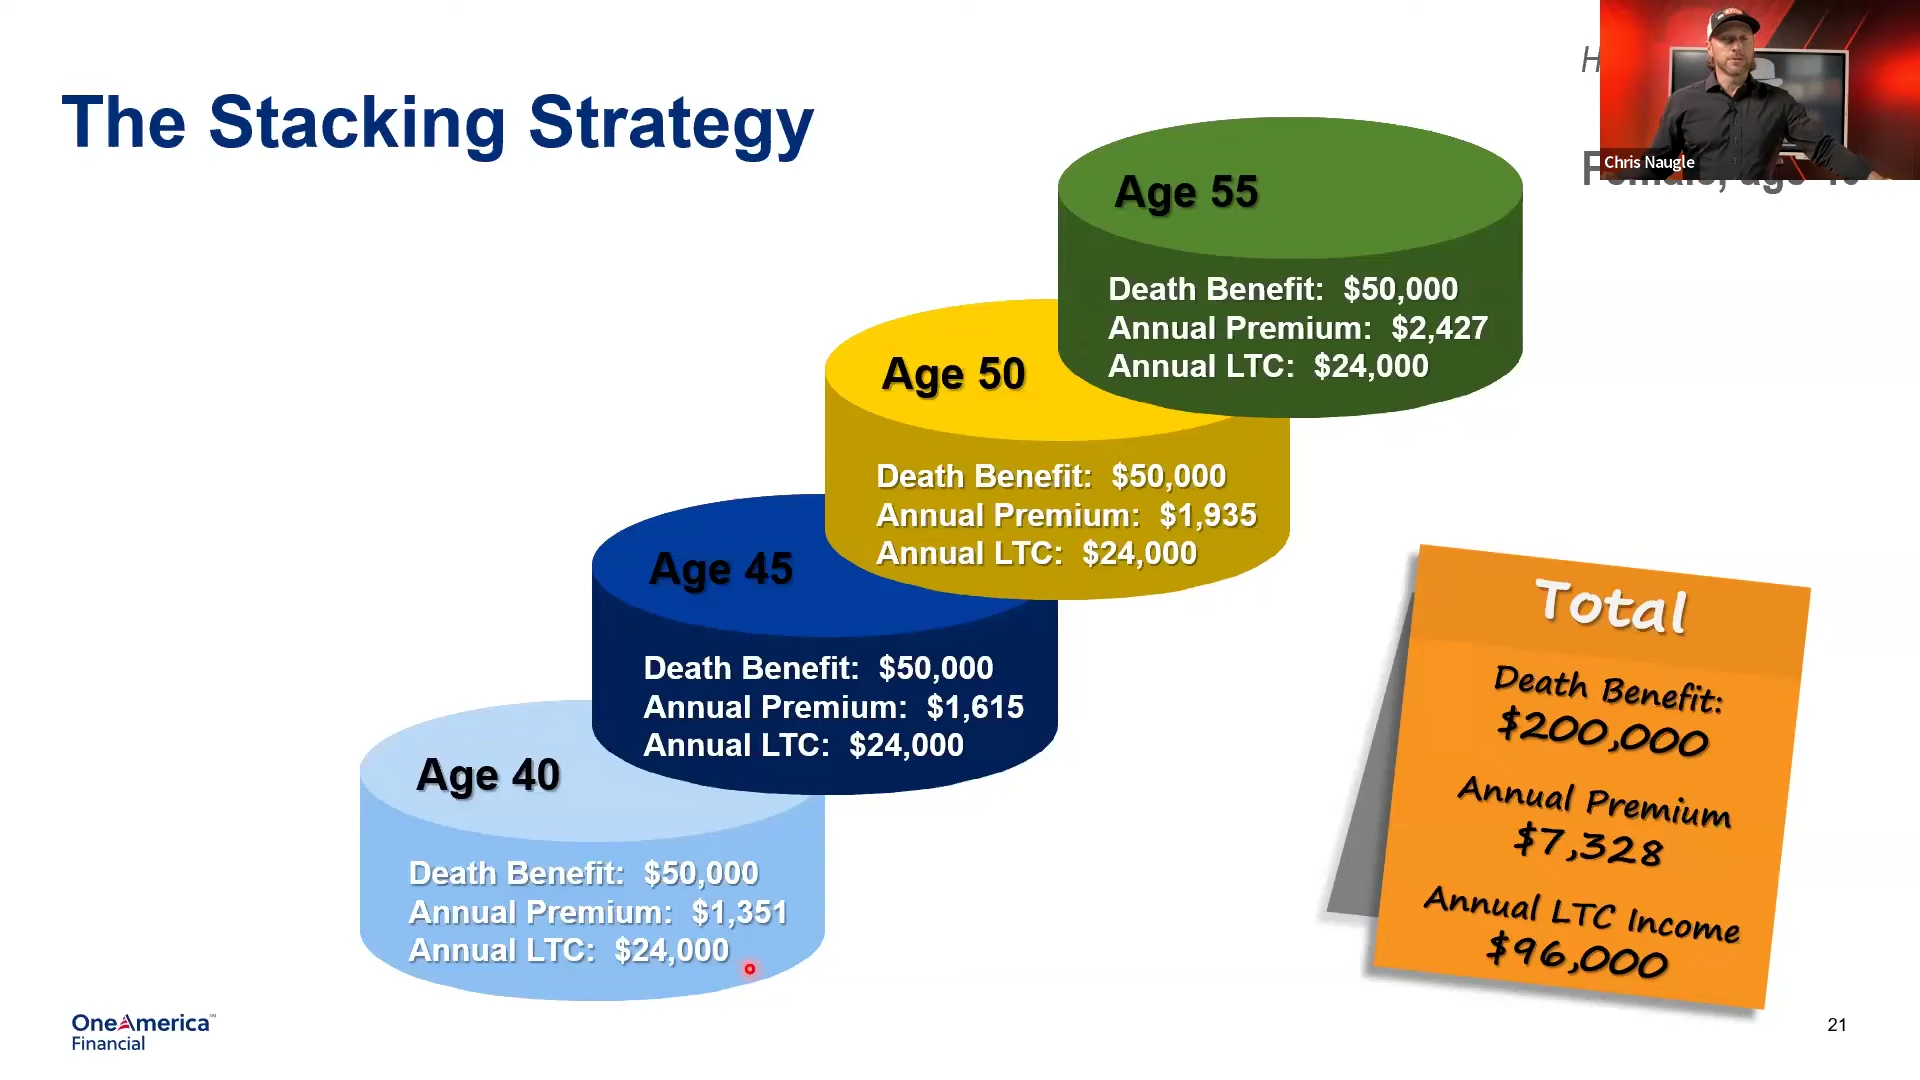 The Stacking Strategy
H
Chris Naugle
Female, age 40
Age 55
Death Benefit: $50,000
Annual Premium: $2,427
Annual LTC: $24,000
Age 50
Death Benefit: $50,000
Annual Premium: $1,935
Annual LTC: $24,000
Age 45
Death Benefit: $50,000
Annual Premium: $1,615
Annual LTC: $24,000
Age 40
Death Benefit: $50,000
Annual Premium: $1,351
Annual LTC: $24,000
Total
Death Benefit:
$200,000
Annual Premium
$7,328
Annual LTC Income
$96,000
OneAmerica℠
Financial
21